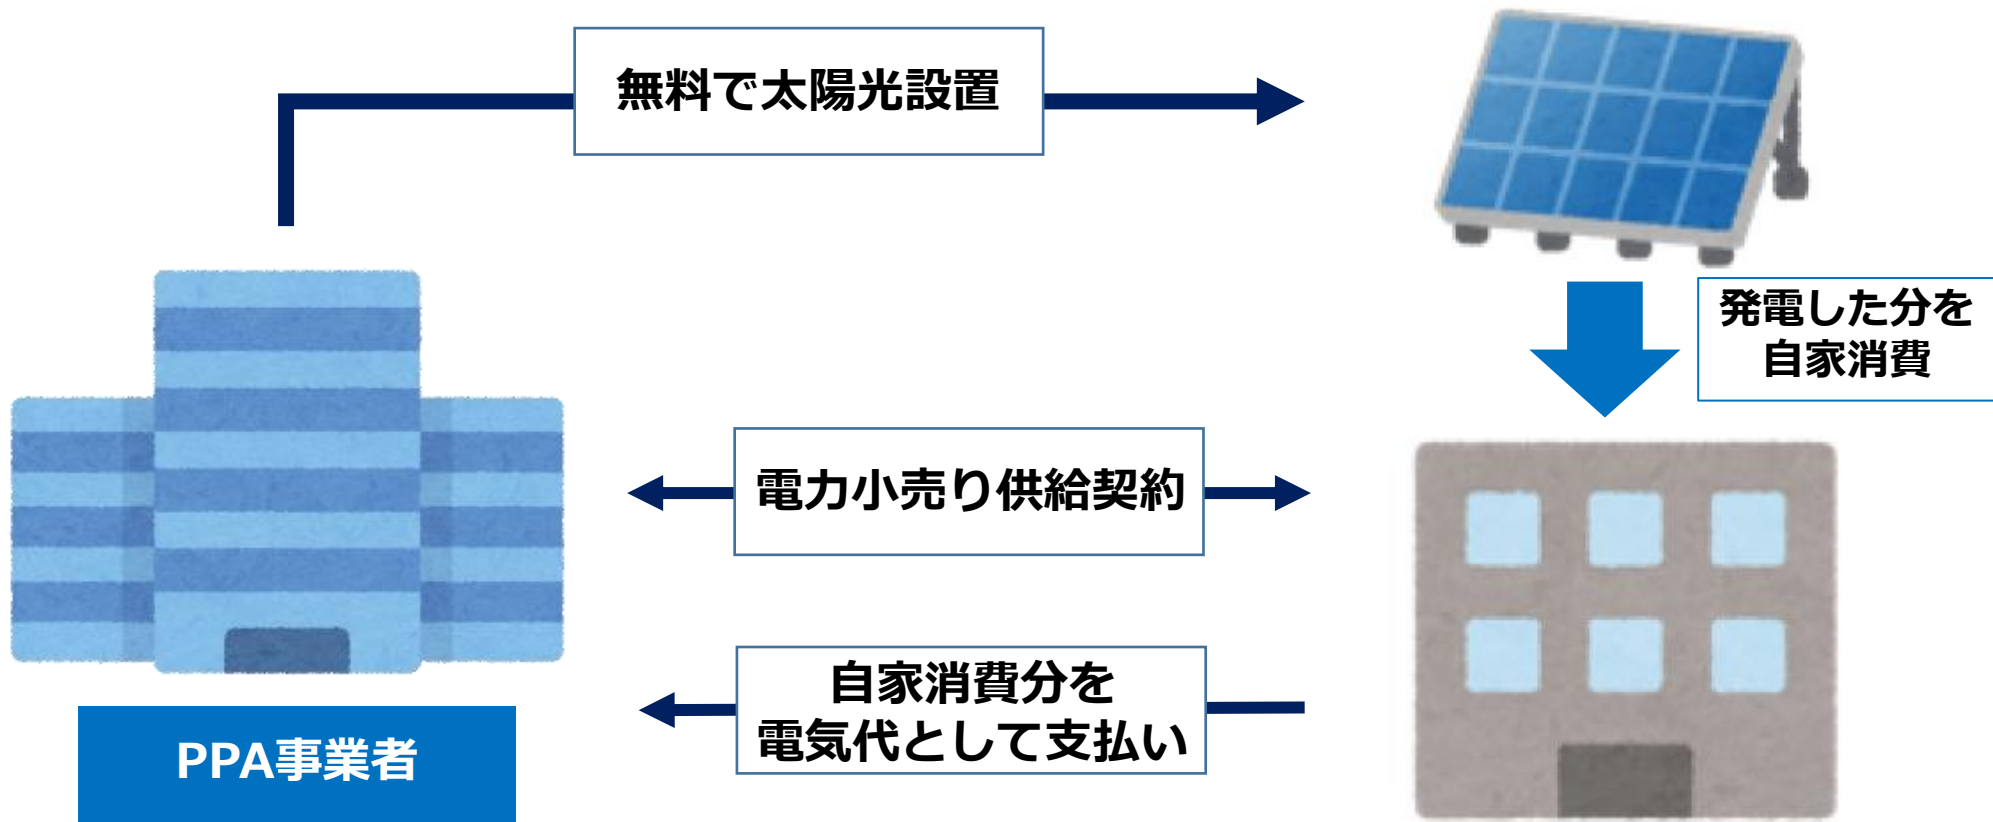 無料で太陽光設置
発電した分を
自家消費
電力小売り供給契約
自家消費分を
電気代として支払い
PPA事業者